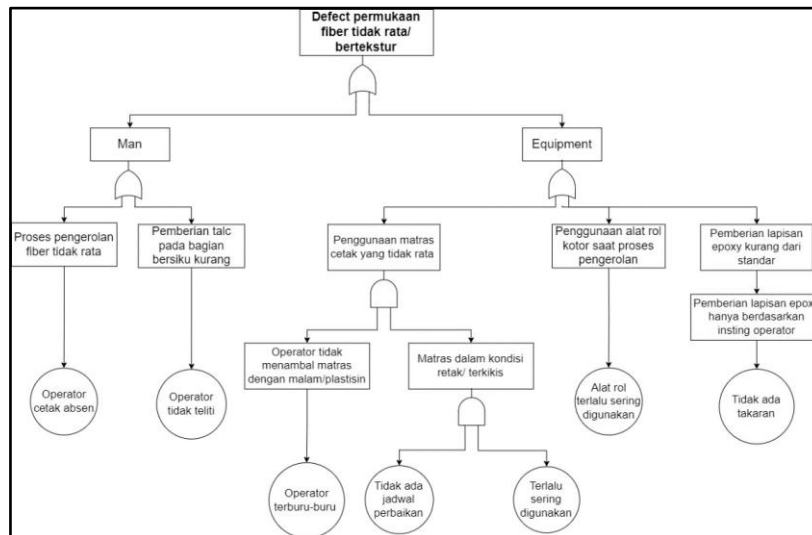 Defect permukaan
fiber tidak rata/
bertekstur
Man
Equipment
Proses pengerolan
fiber tidak rata
Pemberian talc
pada bagian
bersiku kurang
Penggunaan matras
cetak yang tidak rata
Penggunaan alat rol
kotor saat proses
pengerolan
Pemberian lapisan
epoxy kurang dari
standar
Pemberian lapisan epoxy
hanya berdasarkan
insting operator
Operator tidak
menambal matras
dengan malam/plastisin
Matras dalam kondisi
retak/ terkikis
Operator
cetak absen
Operator
tidak teliti
Alat rol
terlalu sering
digunakan
Tidak ada
takaran
Operator
terburu-buru
Tidak ada
jadwal
perbaikan
Terlalu
sering
digunakan